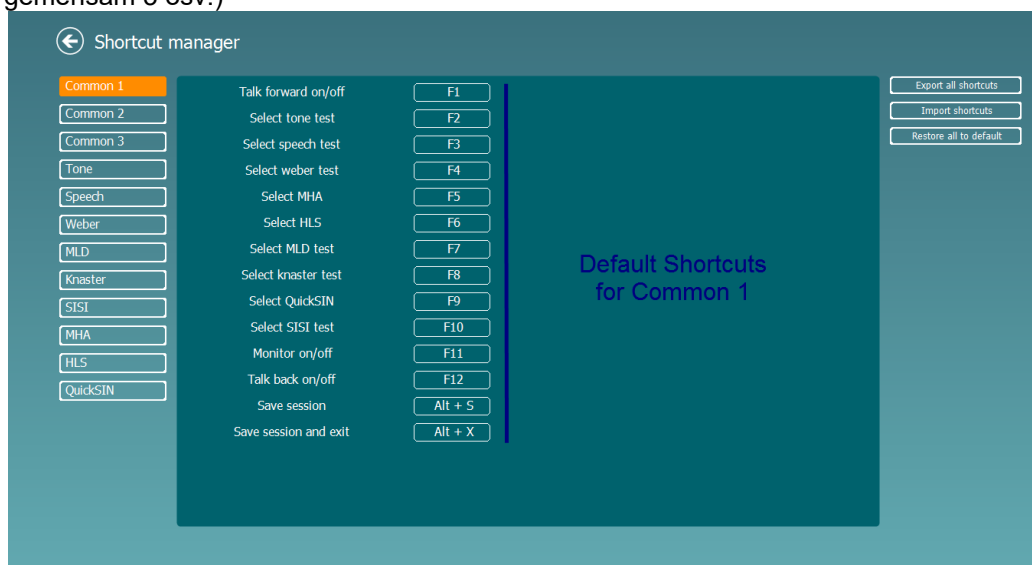 gemensam 3 osv.)
Shortcut manager
Common 1
Common 2
Common 3
Tone
Speech
Weber
MLD
Knaster
SISI
MHA
HLS
QuickSIN
Talk forward on/off F1
Select tone test F2
Select speech test F3
Select weber test F4
Select MHA F5
Select HLS F6
Select MLD test F7
Select knaster test F8
Select QuickSIN F9
Select SISI test F10
Monitor on/off F11
Talk back on/off F12
Save session Alt + S
Save session and exit Alt + X
Default Shortcuts
for Common 1
Export all shortcuts
Import shortcuts
Restore all to default